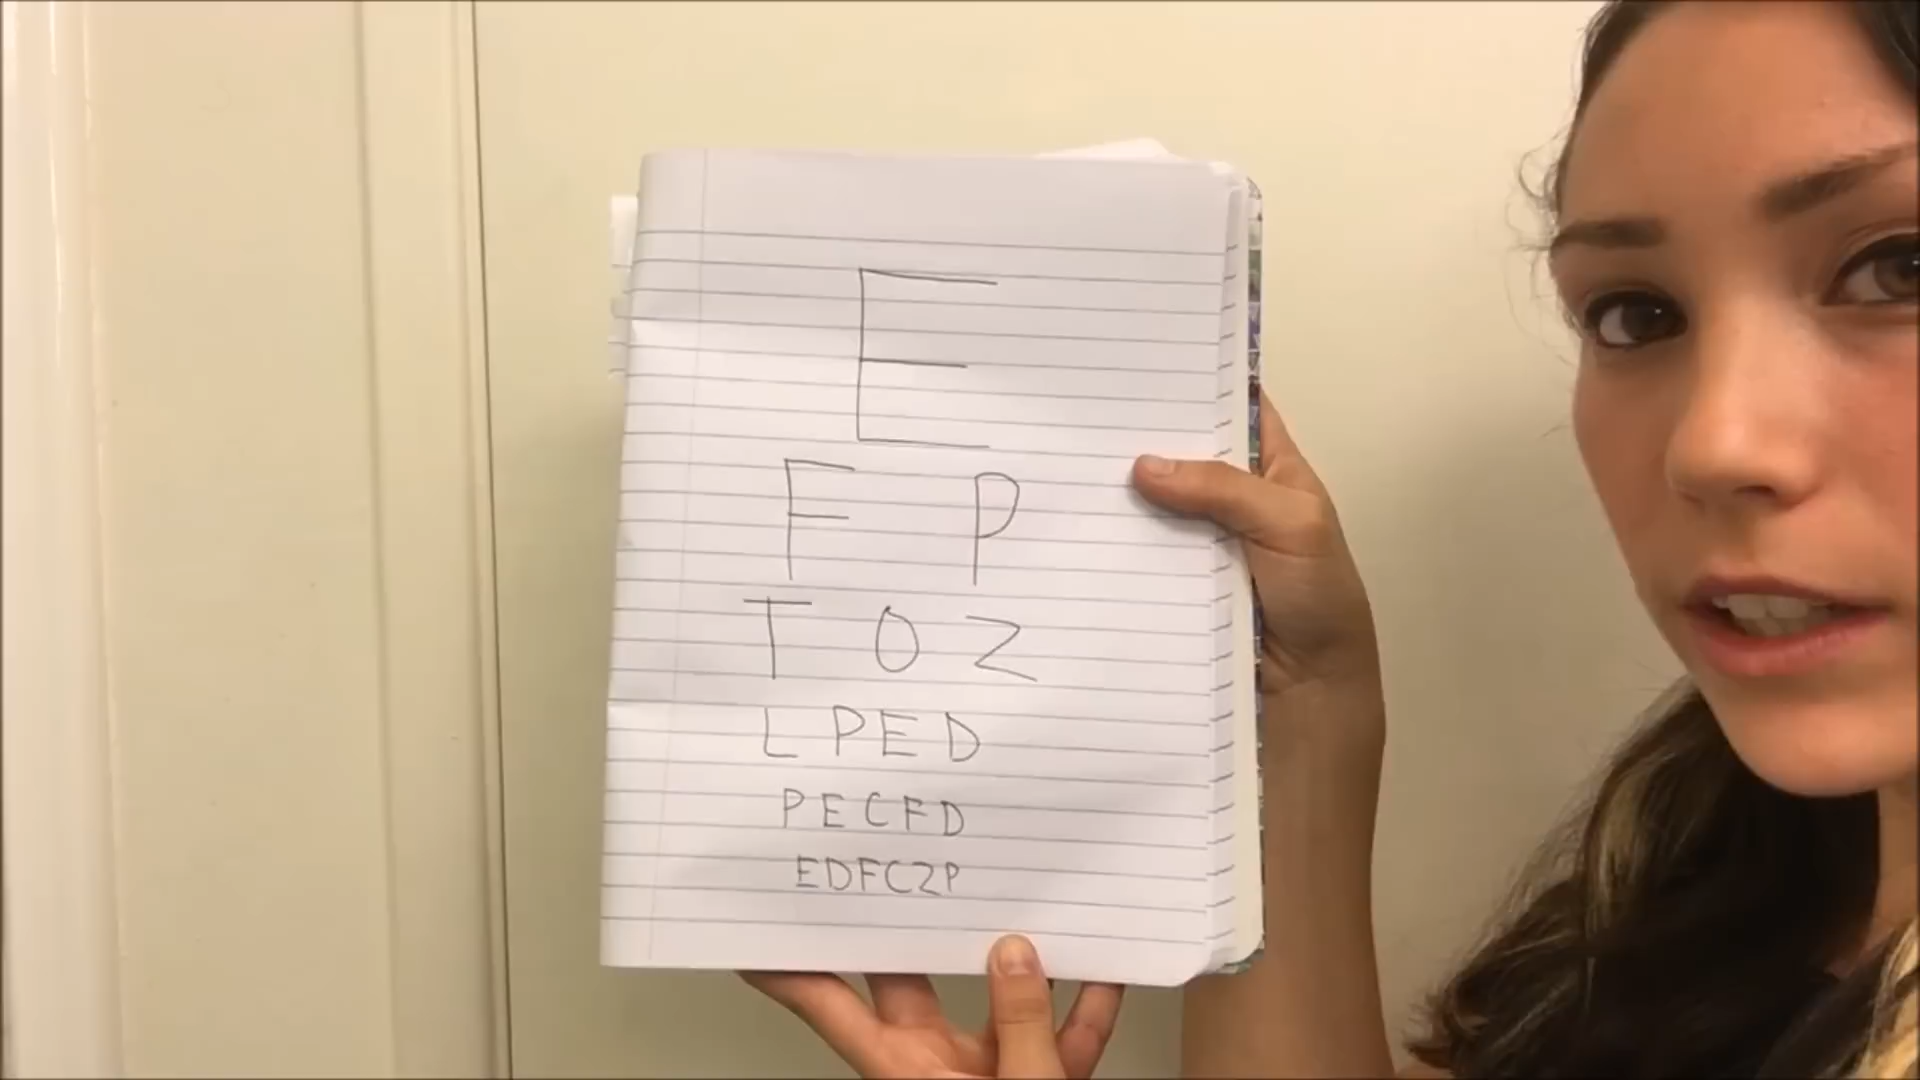 E
F P
T O Z
L P E D
P E C F D
E D F C Z P